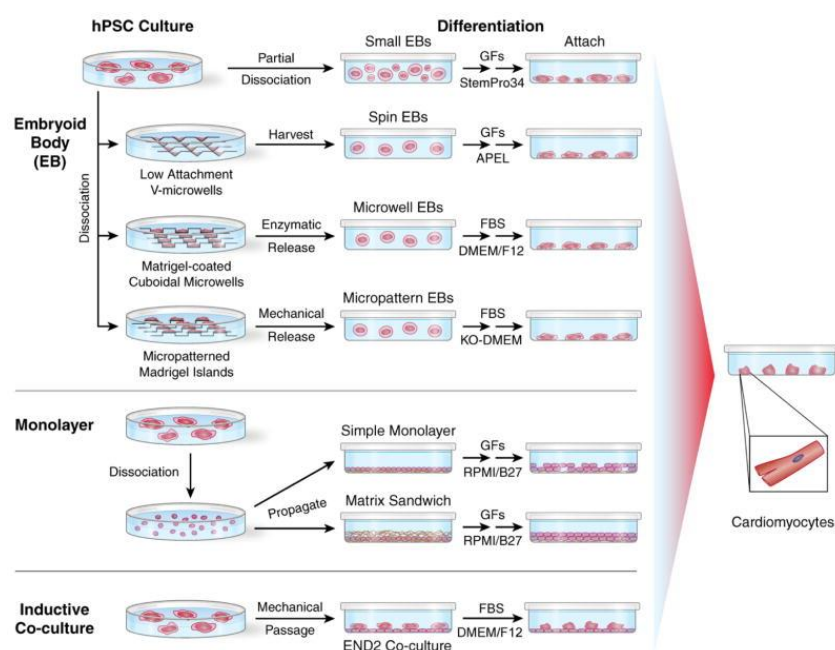 hPSC Culture
Differentiation
Small EBs
Attach
Partial
Dissociation
GFs
StemPro34
Embryoid
Body
(EB)
Dissociation
Low Attachment
V-microwells
Harvest
Spin EBs
GFs
APEL
Matrigel-coated
Cuboidal Microwells
Enzymatic
Release
Microwell EBs
FBS
DMEM/F12
Micropatterned
Madrigel Islands
Mechanical
Release
Micropattern EBs
FBS
KO-DMEM
Monolayer
Dissociation
Propagate
Simple Monolayer
GFs
RPMI/B27
Matrix Sandwich
GFs
RPMI/B27
Inductive
Co-culture
Mechanical
Passage
END2 Co-culture
FBS
DMEM/F12
Cardiomyocytes